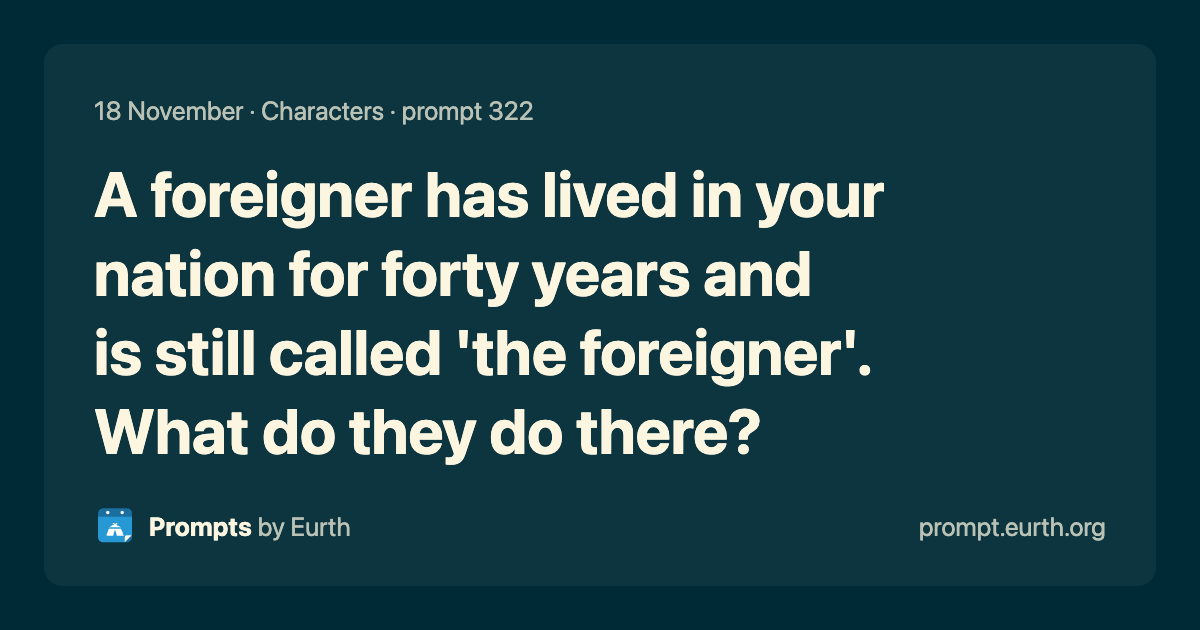 18 November · Characters · prompt 322
A foreigner has lived in your
nation for forty years and
is still called 'the foreigner'.
What do they do there?
Prompts by Eurth
prompt.eurth.org